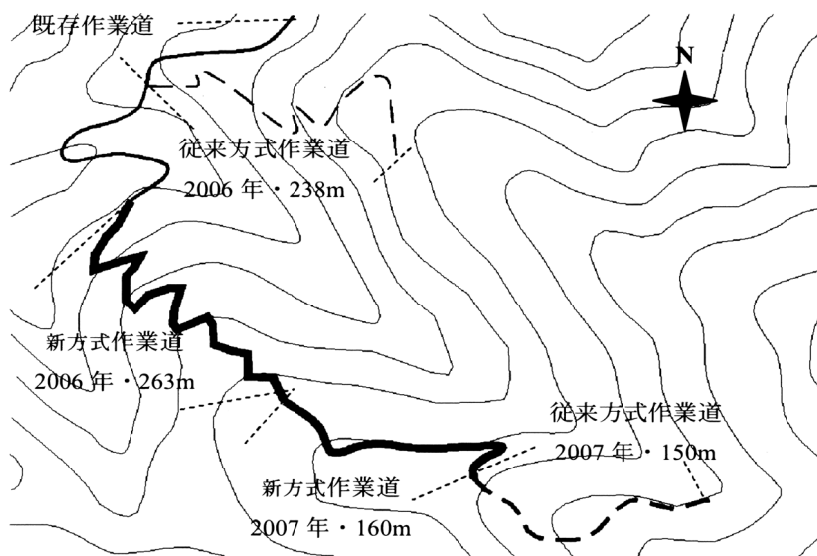 既存作業道
N
従来方式作業道
2006 年・238m
新方式作業道
2006 年・263m
従来方式作業道
2007 年・150m
新方式作業道
2007 年・160m